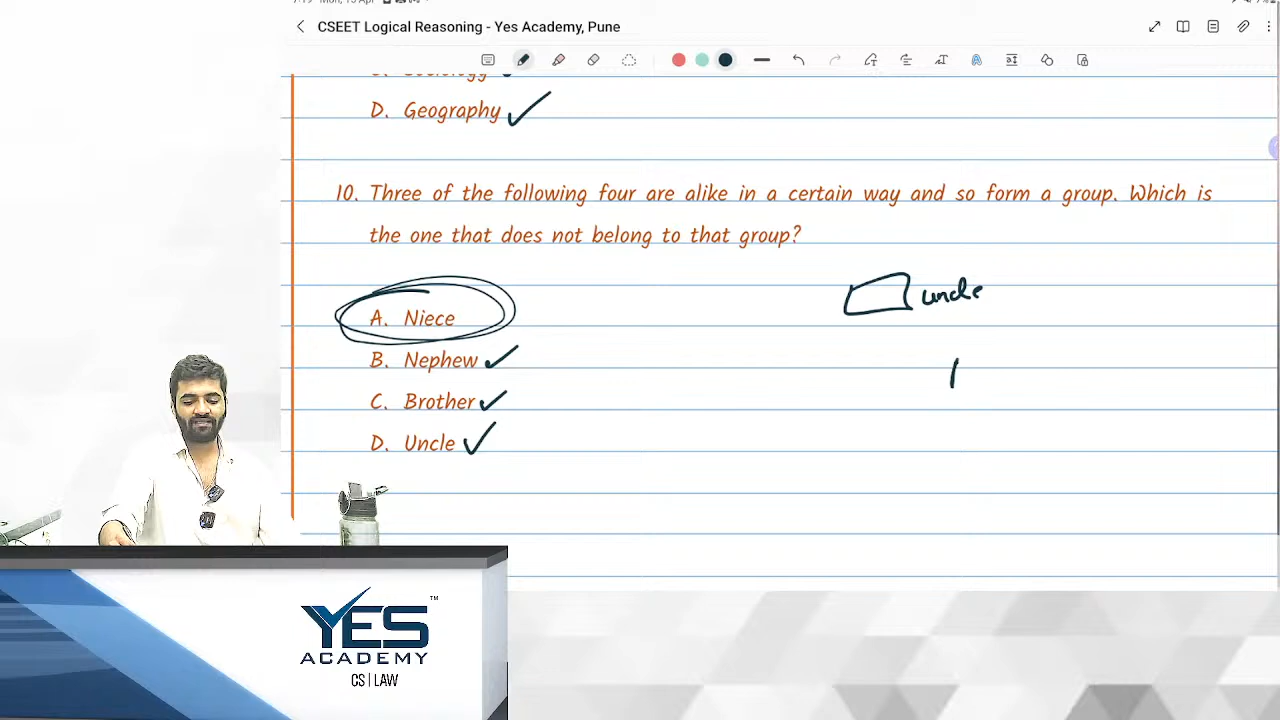 CSEET Logical Reasoning - Yes Academy, Pune
D. Geography
10. Three of the following four are alike in a certain way and so form a group. Which is
the one that does not belong to that group?
A. Niece
uncle
B. Nephew
C. Brother
D. Uncle
YES
TM
ACADEMY
CS | LAW